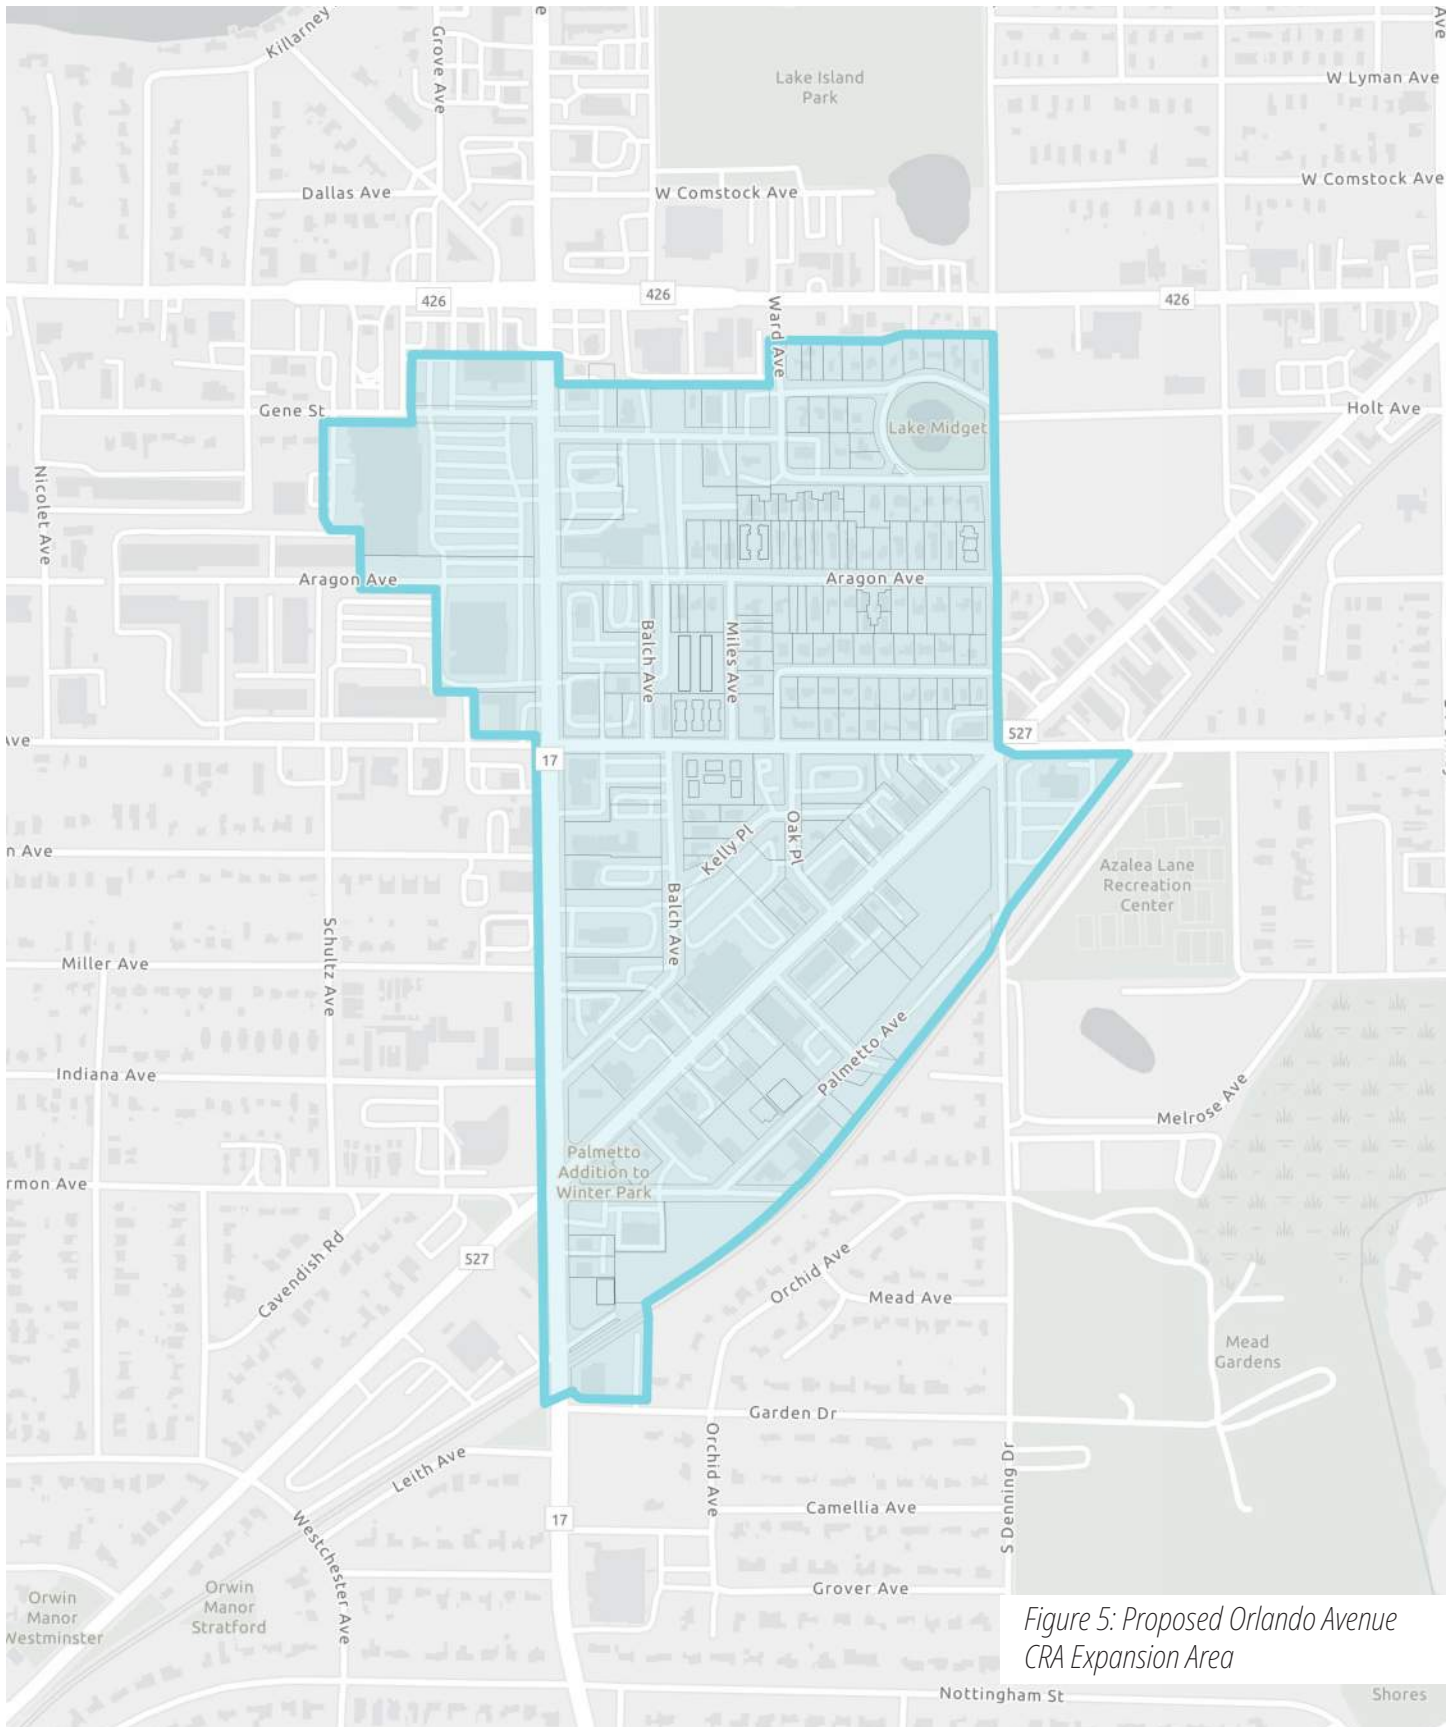 Killarney
Grove Ave
e
Ave
Lake Island
Park
W Lyman Ave
Dallas Ave
W Comstock Ave
W Comstock Ave
426
426
426
Ward Ave
Gene St
Holt Ave
Lake Midget
Nicolet Ave
Aragon Ave
Aragon Ave
Balch Ave
Miles Ave
527
Ave
17
Kelly Pl
Oak Pl
n Ave
Azalea Lane
Recreation
Center
Balch Ave
Schultz Ave
Miller Ave
Palmetto Ave
Indiana Ave
Melrose Ave
Palmetto
Addition to
Winter Park
rmon Ave
Cavendish Rd
527
Orchid Ave
Mead Ave
Mead
Gardens
Garden Dr
Orchid Ave
Leith Ave
S Denning Dr
Camellia Ave
17
Westchester Ave
Grover Ave
Orwin
Manor
Westminster
Orwin
Manor
Stratford
Figure 5: Proposed Orlando Avenue
CRA Expansion Area
Nottingham St
Shores